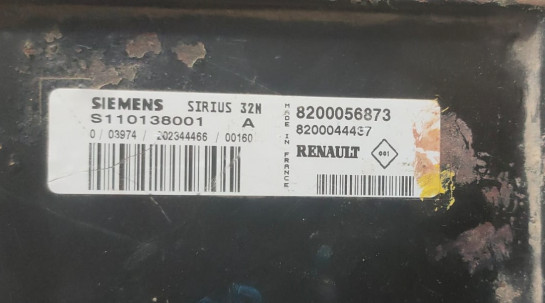 SIEMENS SIRIUS 32N
S110138001 A
0 / 03974 / 202344466 / 00160
MADE IN FRANCE
8200056873
8200044437
RENAULT
001